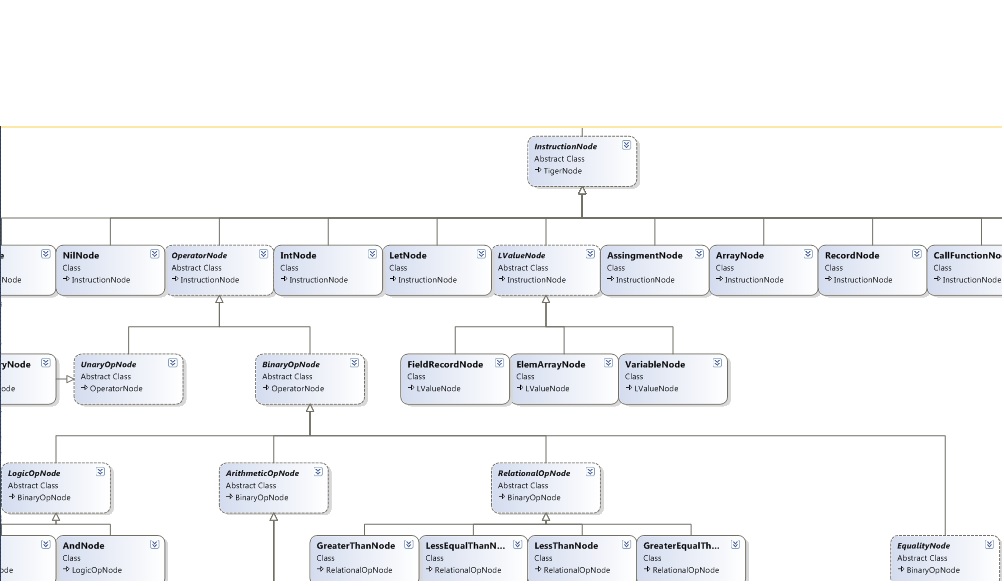 InstructionNode
Abstract Class
TigerNode
e
Node
NilNode
Class
InstructionNode
OperatorNode
Abstract Class
InstructionNode
IntNode
Class
InstructionNode
LetNode
Class
InstructionNode
LValueNode
Abstract Class
InstructionNode
AssingmentNode
Class
InstructionNode
ArrayNode
Class
InstructionNode
RecordNode
Class
InstructionNode
CallFunctionNo
Class
InstructionNode
ryNode
ode
UnaryOpNode
Abstract Class
OperatorNode
BinaryOpNode
Abstract Class
OperatorNode
FieldRecordNode
Class
LValueNode
ElemArrayNode
Class
LValueNode
VariableNode
Class
LValueNode
LogicOpNode
Abstract Class
BinaryOpNode
ArithmeticOpNode
Abstract Class
BinaryOpNode
RelationalOpNode
Abstract Class
BinaryOpNode
de
AndNode
Class
LogicOpNode
GreaterThanNode
Class
RelationalOpNode
LessEqualThanN...
Class
RelationalOpNode
LessThanNode
Class
RelationalOpNode
GreaterEqualTh...
Class
RelationalOpNode
EqualityNode
Abstract Class
BinaryOpNode